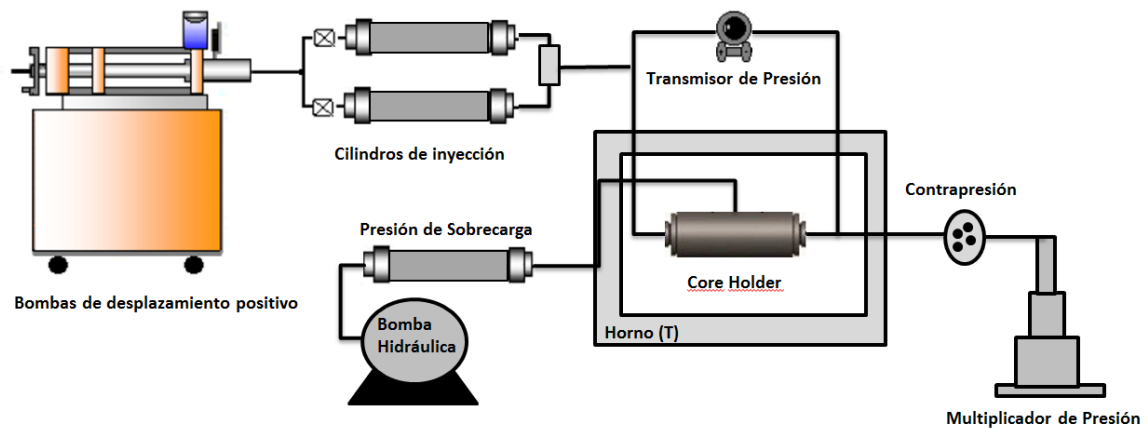 Transmisor de Presión
Cilindros de inyección
Contrapresión
Presión de Sobrecarga
Core Holder
Bombas de desplazamiento positivo
Bomba
Hidráulica
Horno (T)
Multiplicador de Presión